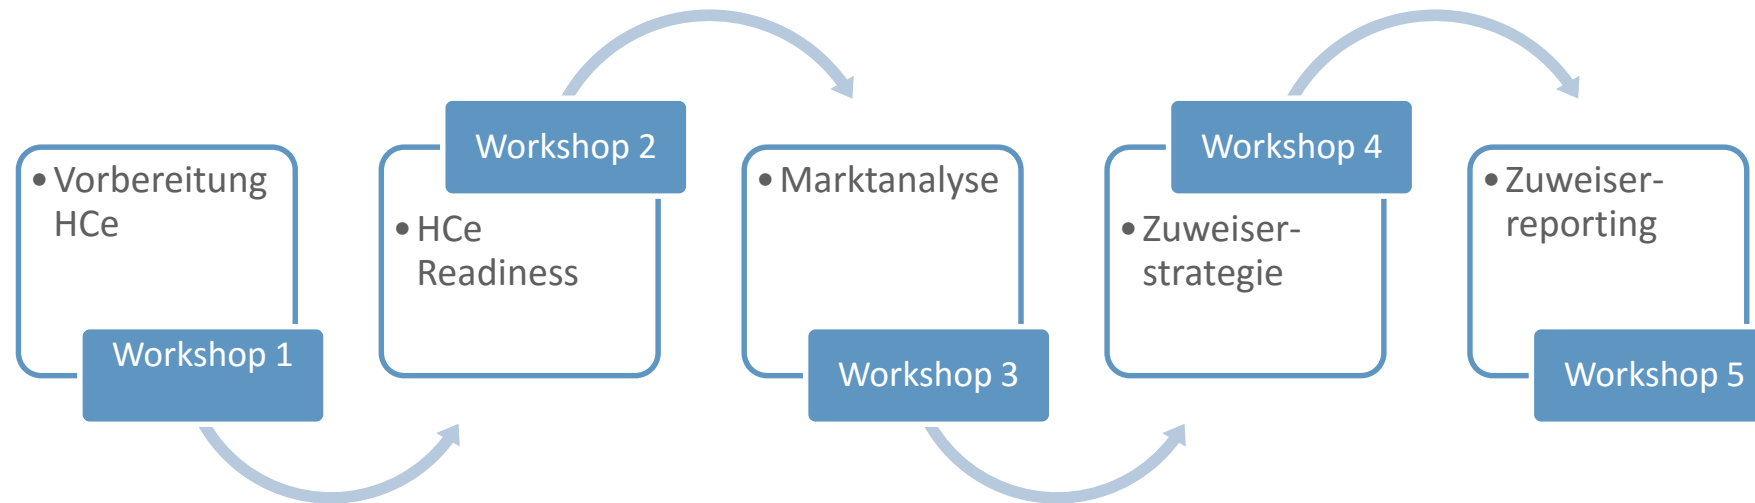 • Vorbereitung
HCe
Workshop 1
Workshop 2
• HCe
Readiness
• Marktanalyse
Workshop 3
Workshop 4
• Zuweiser-
strategie
• Zuweiser-
reporting
Workshop 5